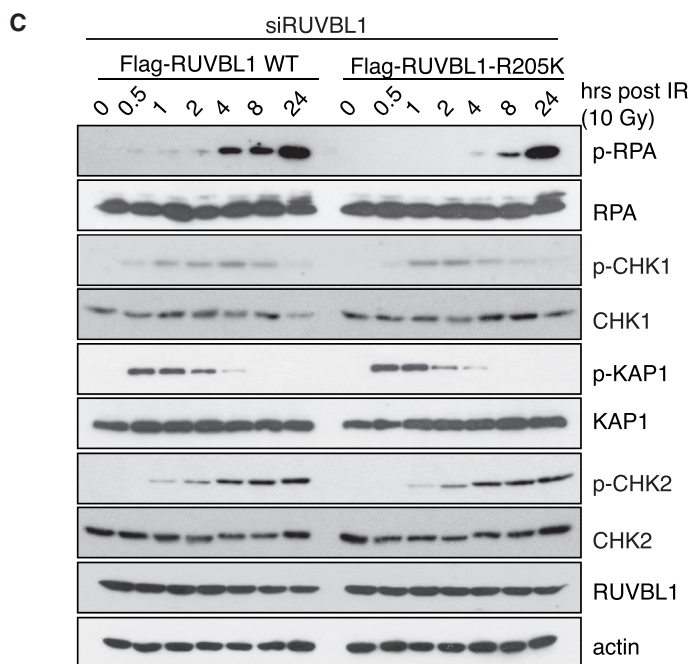 C
siRUVBL1
Flag-RUVBL1 WT
Flag-RUVBL1-R205K
0 0.5 1 2 4 8 24
0 0.5 1 2 4 8 24
hrs post IR
(10 Gy)
p-RPA
RPA
p-CHK1
CHK1
p-KAP1
KAP1
p-CHK2
CHK2
RUVBL1
actin